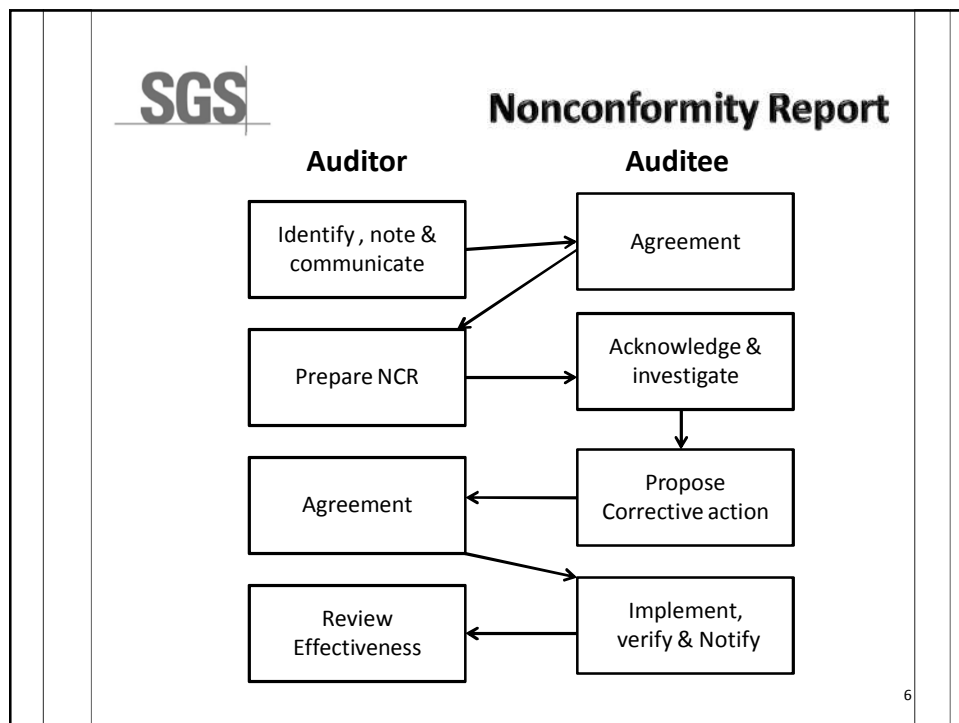 SGS
Nonconformity Report
Auditor
Auditee
Identify , note &
communicate
Agreement
Prepare NCR
Acknowledge &
investigate
Agreement
Propose
Corrective action
Review
Effectiveness
Implement,
verify & Notify
6